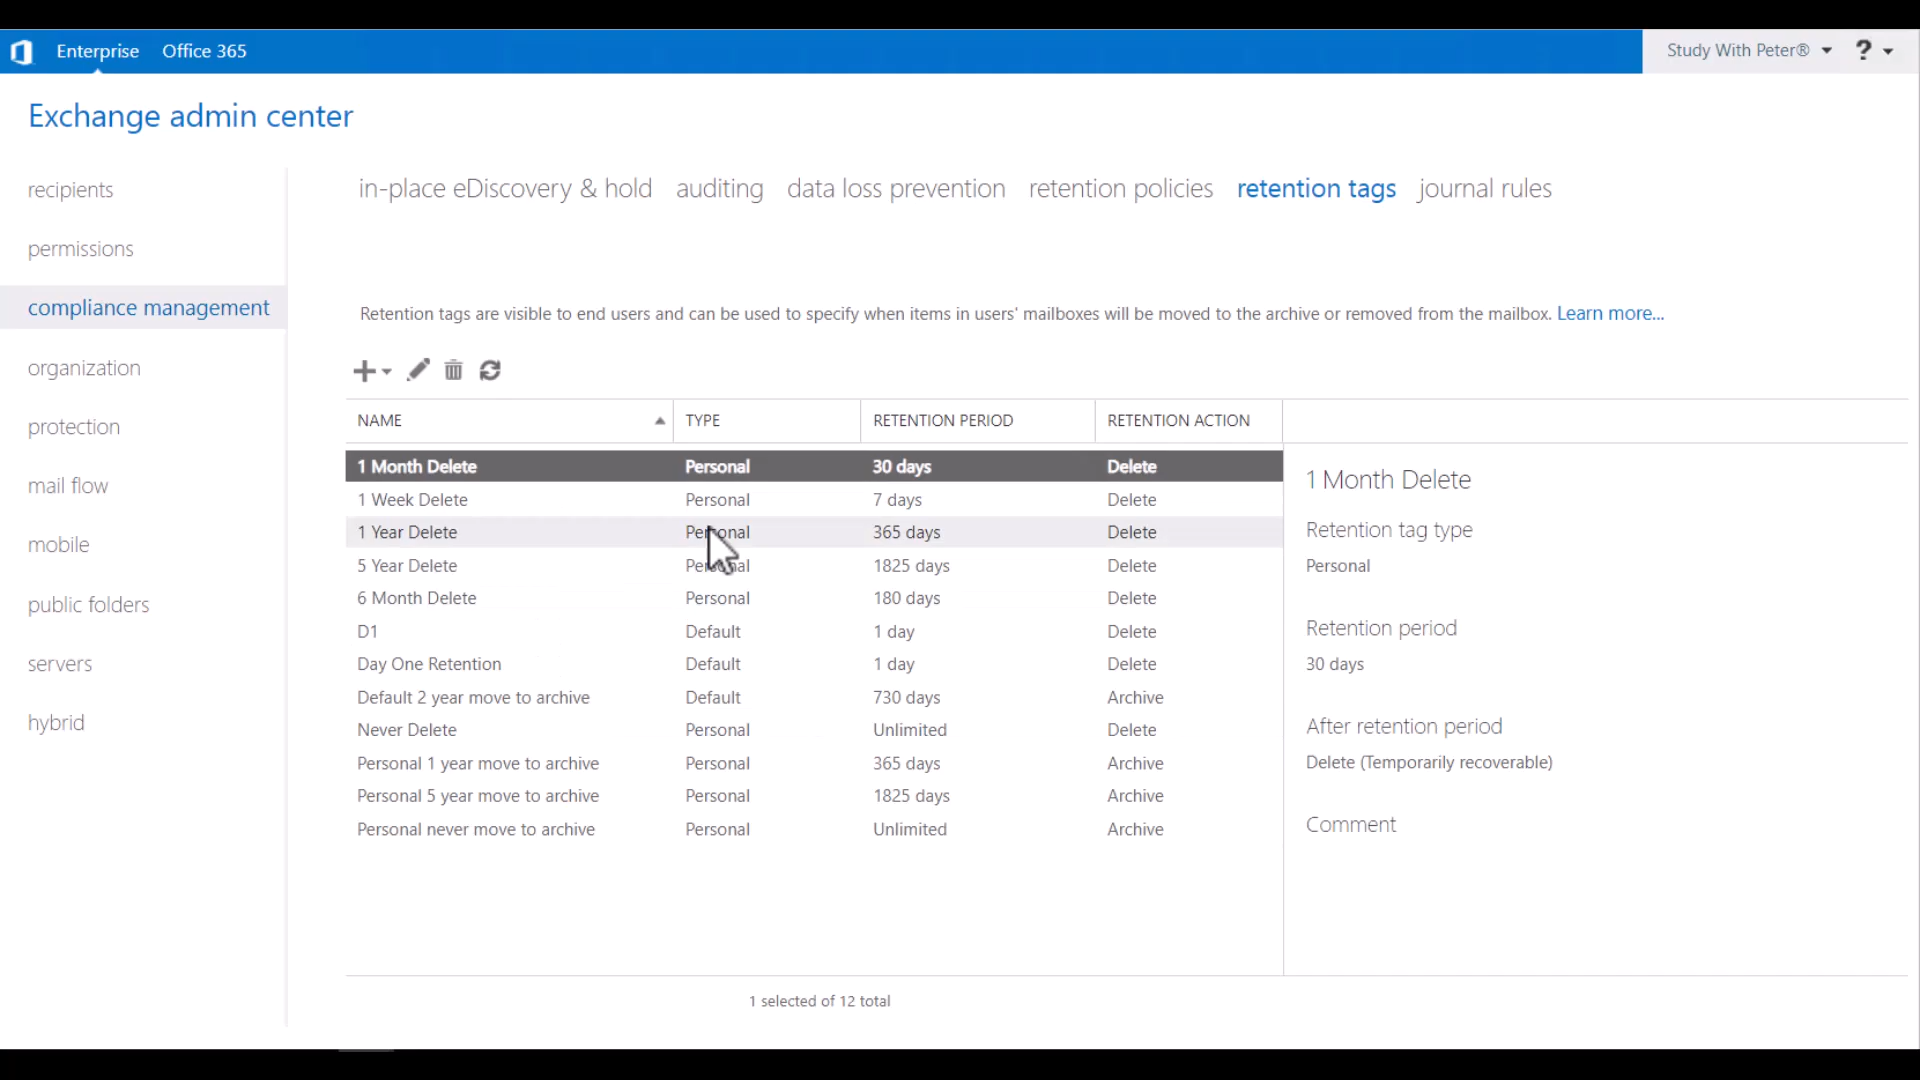 Enterprise Office 365 Study With Peter® ?
Exchange admin center
recipients
permissions
compliance management
organization
protection
mail flow
mobile
public folders
servers
hybrid
in-place eDiscovery & hold auditing data loss prevention retention policies retention tags journal rules
Retention tags are visible to end users and can be used to specify when items in users' mailboxes will be moved to the archive or removed from the mailbox. Learn more...
NAME TYPE RETENTION PERIOD RETENTION ACTION
1 Month Delete Personal 30 days Delete
1 Week Delete Personal 7 days Delete
1 Year Delete Personal 365 days Delete
5 Year Delete Personal 1825 days Delete
6 Month Delete Personal 180 days Delete
D1 Default 1 day Delete
Day One Retention Default 1 day Delete
Default 2 year move to archive Default 730 days Archive
Never Delete Personal Unlimited Delete
Personal 1 year move to archive Personal 365 days Archive
Personal 5 year move to archive Personal 1825 days Archive
Personal never move to archive Personal Unlimited Archive
1 Month Delete
Retention tag type
Personal
Retention period
30 days
After retention period
Delete (Temporarily recoverable)
Comment
1 selected of 12 total